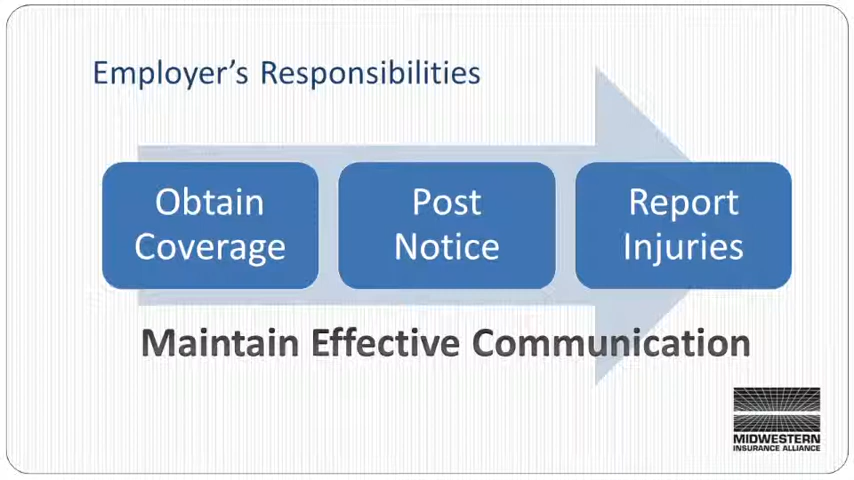 Employer's Responsibilities
Obtain
Coverage
Post
Notice
Report
Injuries
Maintain Effective Communication
MIDWESTERN
INSURANCE ALLIANCE